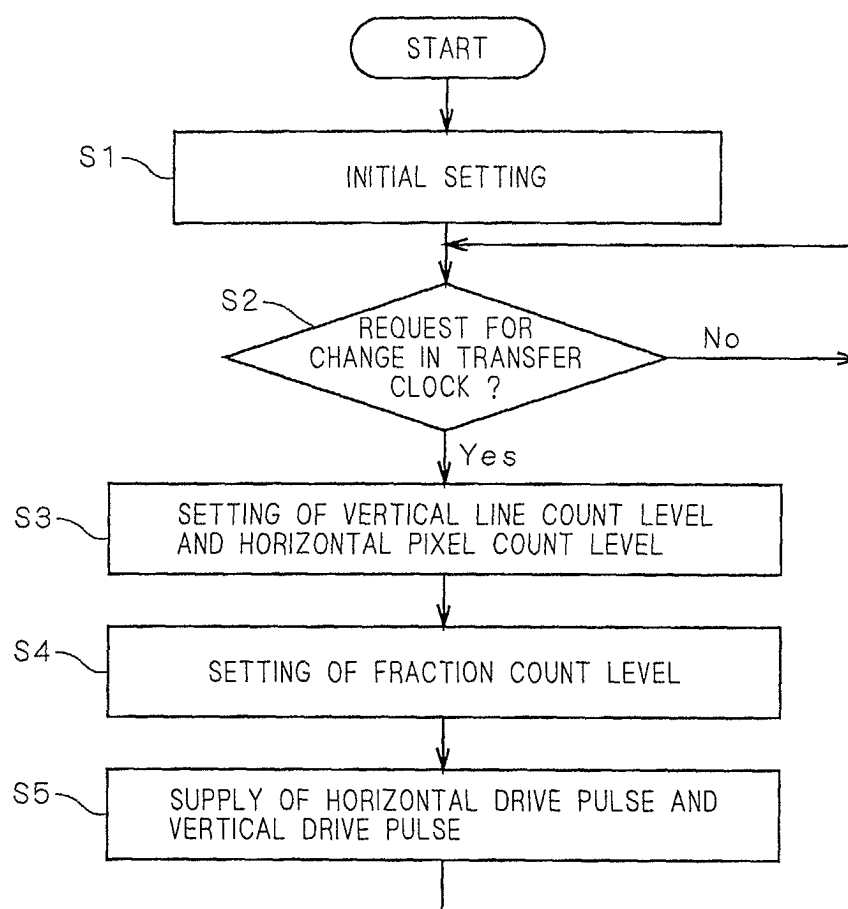 START
S1
INITIAL SETTING
S2
REQUEST FOR
CHANGE IN TRANSFER
CLOCK ?
No
Yes
S3
SETTING OF VERTICAL LINE COUNT LEVEL
AND HORIZONTAL PIXEL COUNT LEVEL
S4
SETTING OF FRACTION COUNT LEVEL
S5
SUPPLY OF HORIZONTAL DRIVE PULSE AND
VERTICAL DRIVE PULSE